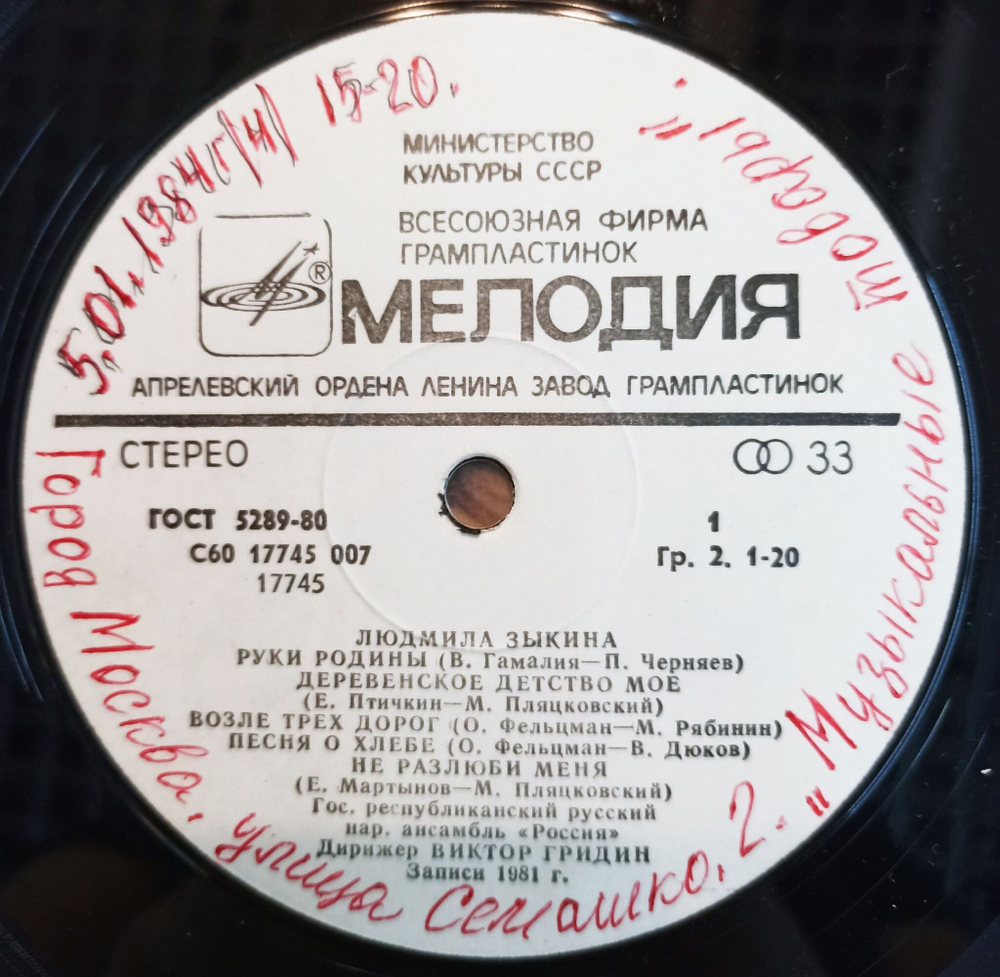 5.01.1984г(ч) 15-20.
МИНИСТЕРСТВО
КУЛЬТУРЫ СССР
ВСЕСОЮЗНАЯ ФИРМА
ГРАМПЛАСТИНОК
® МЕЛОДИЯ
АПРЕЛЕВСКИЙ ОРДЕНА ЛЕНИНА ЗАВОД ГРАМПЛАСТИНОК
СТЕРЕО
33
ГОСТ 5289-80
1
С60 17745 007
Гр. 2. 1-20
17745
ЛЮДМИЛА ЗЫКИНА
РУКИ РОДИНЫ (В. Гамалия—П. Черняев)
ДЕРЕВЕНСКОЕ ДЕТСТВО МОЕ
(Е. Птичкин—М. Пляцковский)
ВОЗЛЕ ТРЕХ ДОРОГ (О. Фельцман—М. Рябинин)
ПЕСНЯ О ХЛЕБЕ (О. Фельцман—В. Дюков)
НЕ РАЗЛЮБИ МЕНЯ
(Е. Мартынов—М. Пляцковский)
Гос. республиканский русский
нар. ансамбль «Россия»
Дирижер ВИКТОР ГРИДИН
Записи 1981 г.
Город Москва, улица Семашко. 2. „Музыкальные товары".